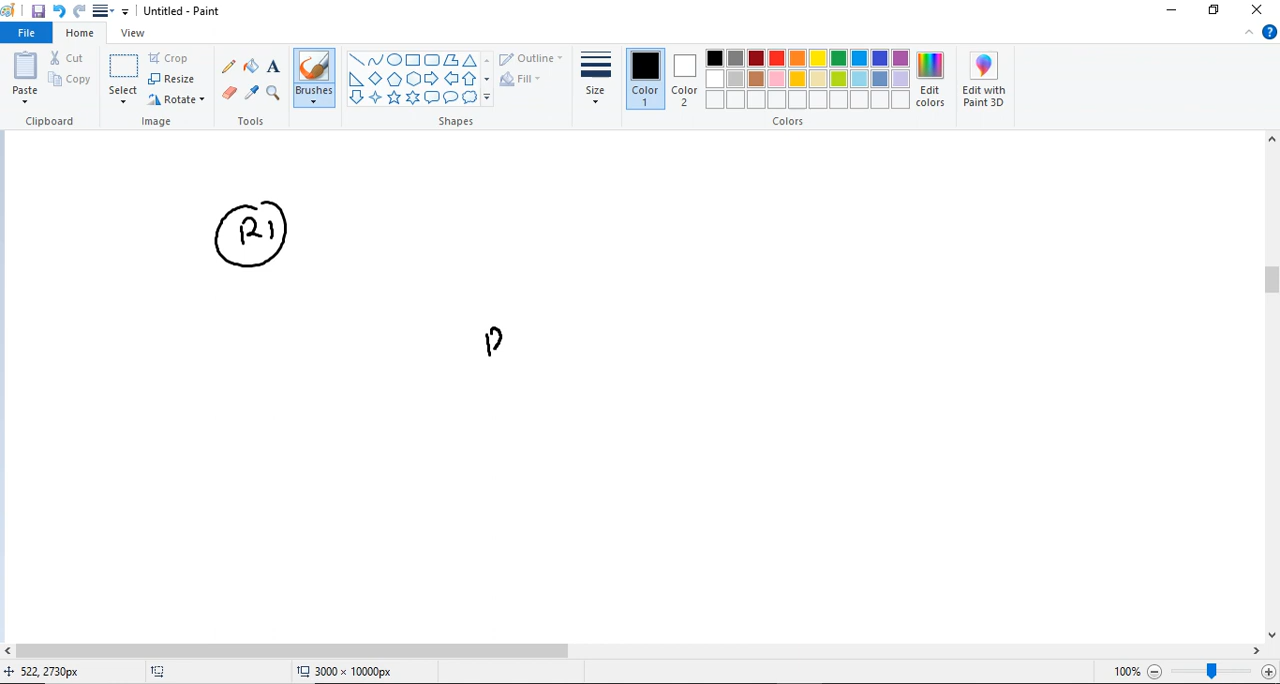 Untitled - Paint
File
Home
View
Paste
Cut
Copy
Clipboard
Select
Crop
Resize
Rotate
Image
A
Tools
Brushes
Shapes
Outline
Fill
Size
Color 1
Color 2
Colors
Edit colors
Edit with Paint 3D
R1
522, 2730px
3000 × 10000px
100%